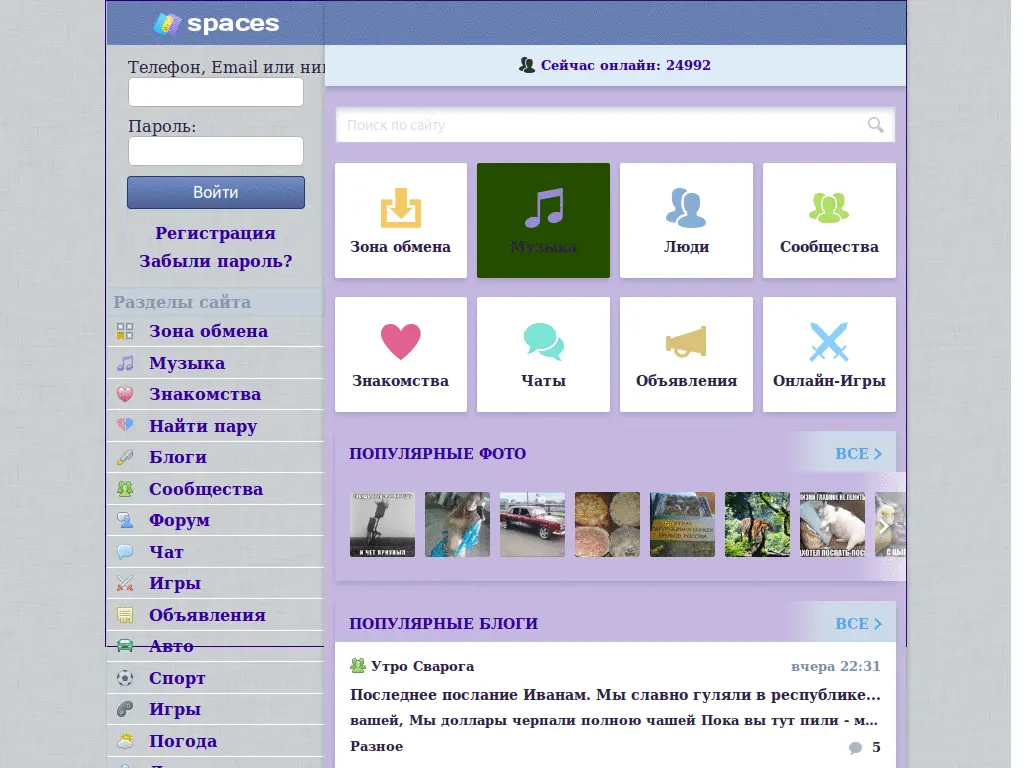 spaces
Сейчас онлайн: 24992
Телефон, Email или ни
Пароль:
Войти
Регистрация
Забыли пароль?
Разделы сайта
Зона обмена
Музыка
Знакомства
Найти пару
Блоги
Сообщества
Форум
Чат
Игры
Объявления
Авто
Спорт
Игры
Погода
Поиск по сайту
Зона обмена
Музыка
Люди
Сообщества
Знакомства
Чаты
Объявления
Онлайн-Игры
ПОПУЛЯРНЫЕ ФОТО
ВСЕ
И ЧЕТ ПРИУНЫЛ
ПОПУЛЯРНЫЕ БЛОГИ
ВСЕ
Утро Сварога
вчера 22:31
Последнее послание Иванам. Мы славно гуляли в республике...
вашей, Мы доллары черпали полною чашей Пока вы тут пили - м...
Разное
5